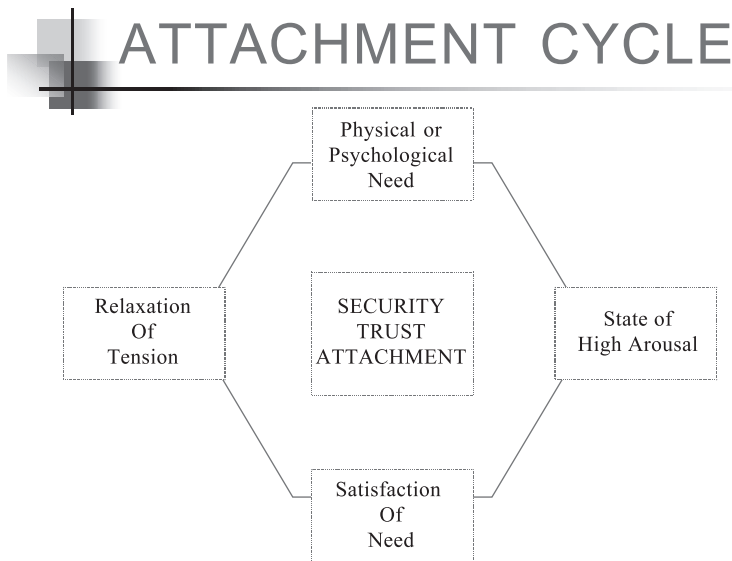 ATTACHMENT CYCLE
Physical or
Psychological
Need
Relaxation
Of
Tension
SECURITY
TRUST
ATTACHMENT
State of
High Arousal
Satisfaction
Of
Need